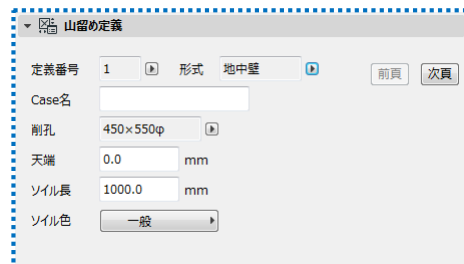 山留め定義
定義番号 1 形式 地中壁 前頁 次頁
Case名
削孔 450×550φ
天端 0.0 mm
ソイル長 1000.0 mm
ソイル色 一般